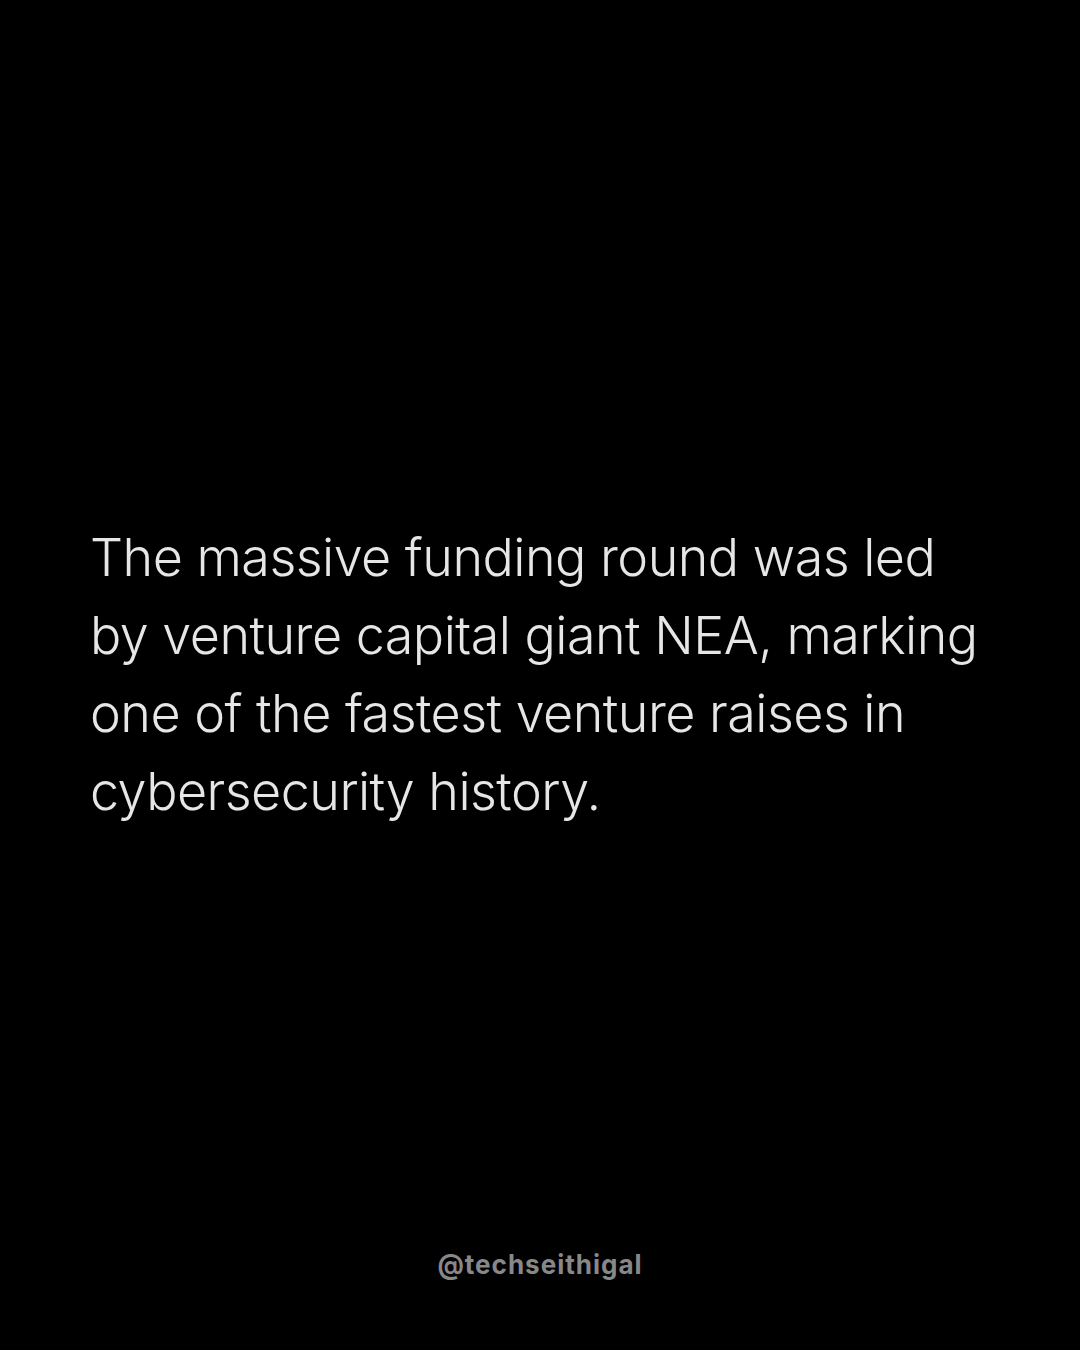 The massive funding round was led
by venture capital giant NEA, marking
one of the fastest venture raises in
cybersecurity history.
@techseithigal